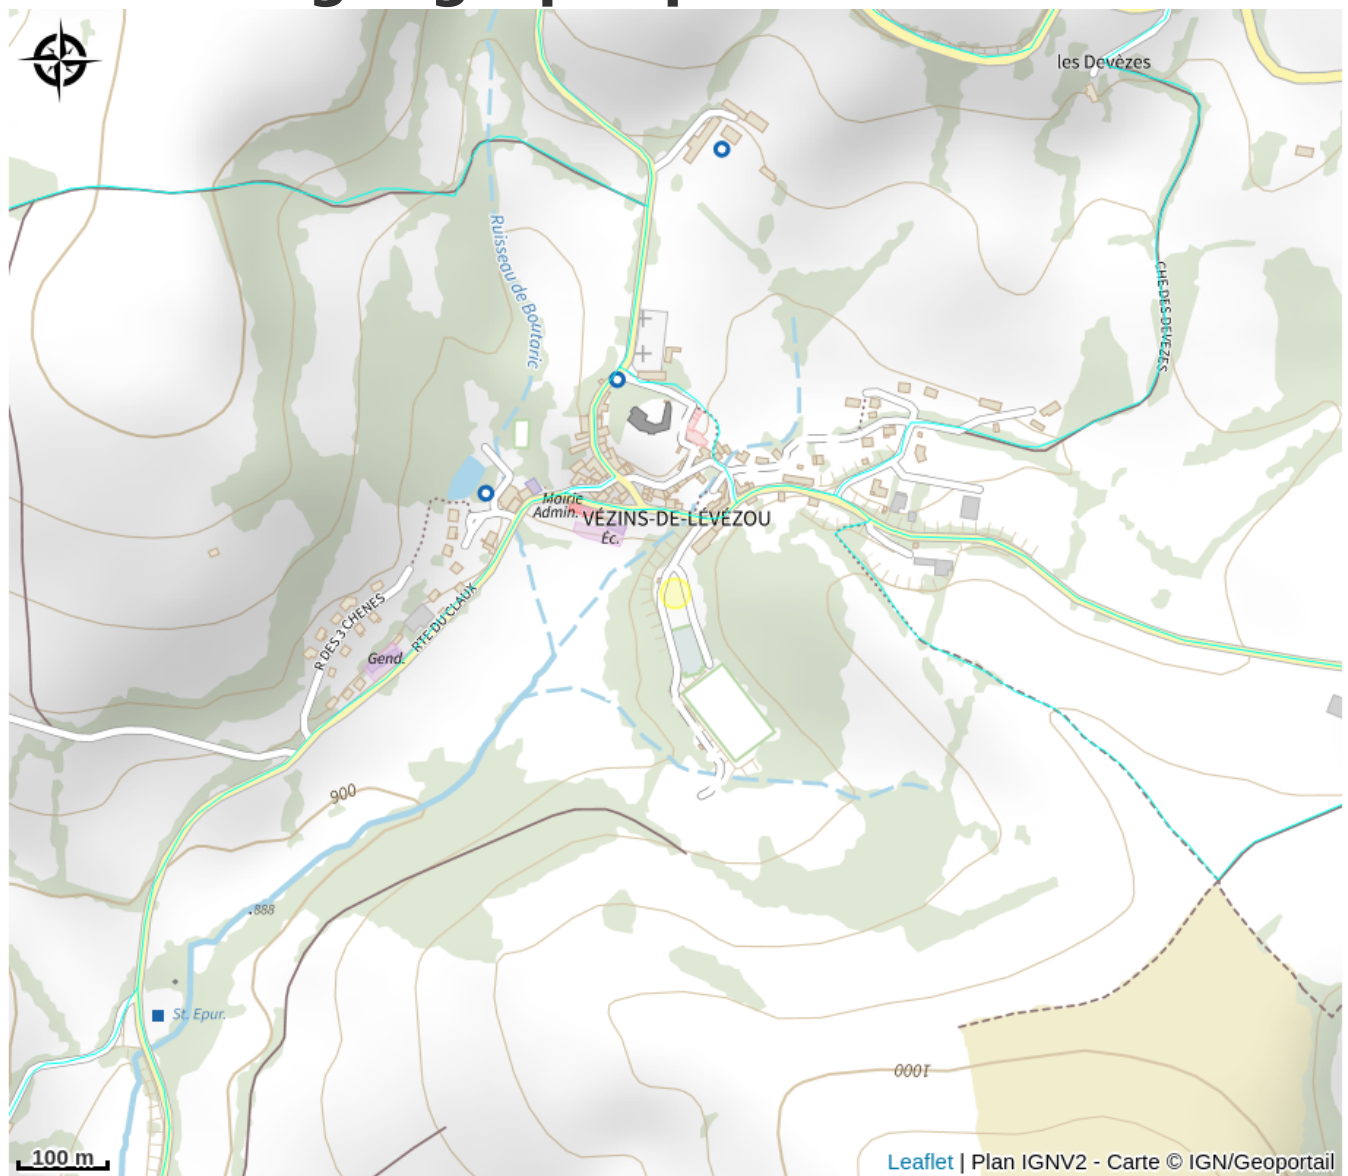 les Devèzes
Ruisseau de Boutaric
CHE DES DEVEZES
Mairie
Admin.
VÉZINS-DE-LÉVÉZOU
Éc.
R DES 3 CHENES
RTE DU CLAUX
Gend.
900
.888
St. Epur.
1000
100 m
Leaflet | Plan IGNV2 - Carte © IGN/Geoportail